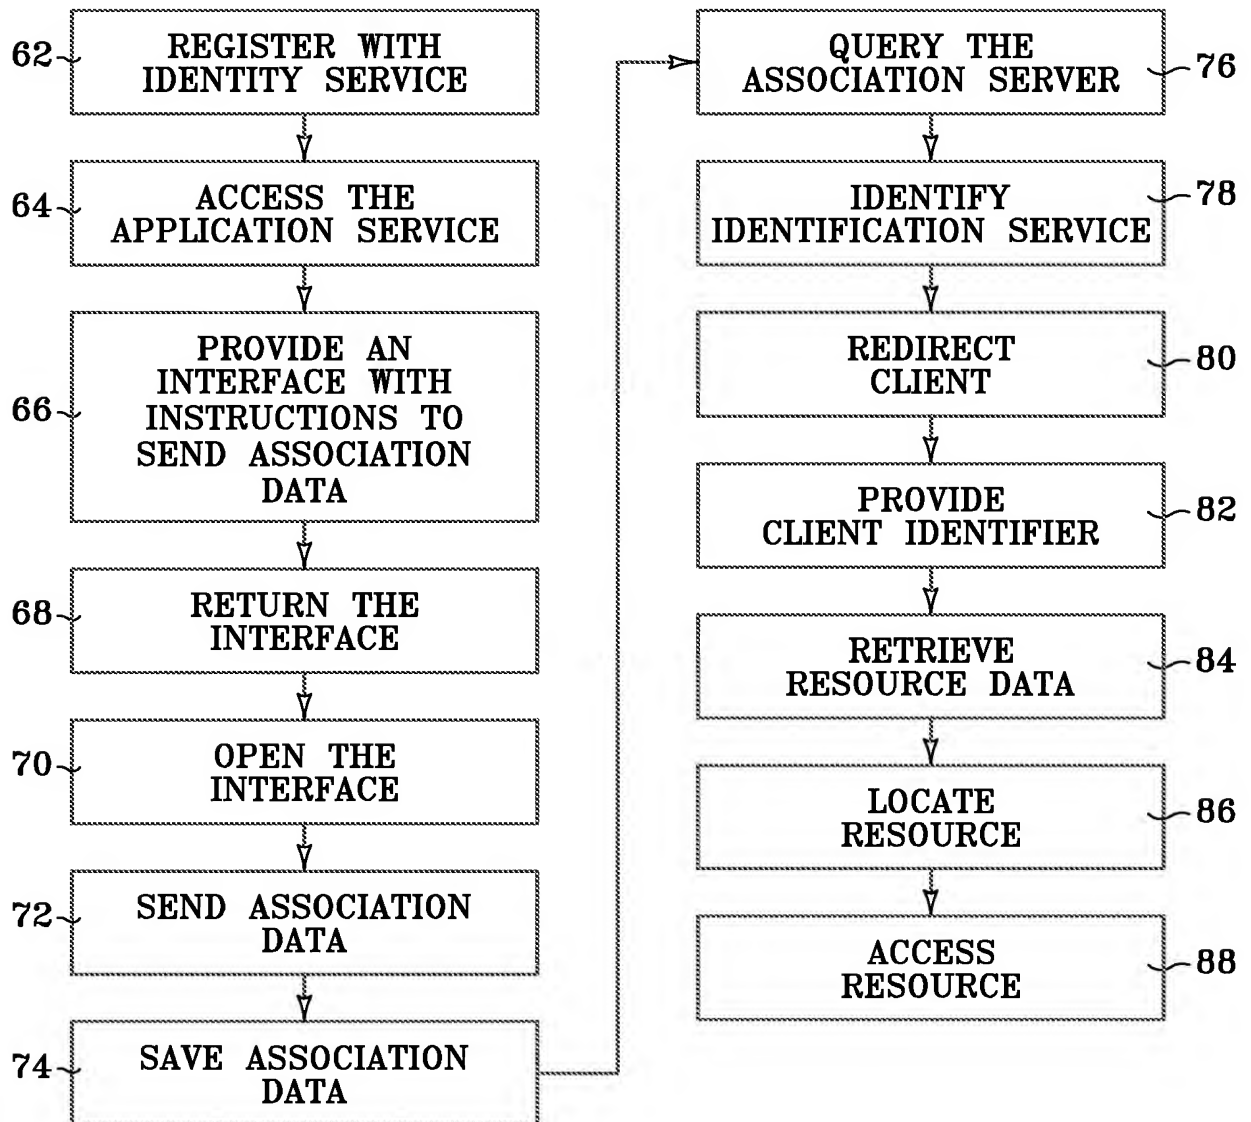 62
REGISTER WITH
IDENTITY SERVICE
64
ACCESS THE
APPLICATION SERVICE
66
PROVIDE AN
INTERFACE WITH
INSTRUCTIONS TO
SEND ASSOCIATION
DATA
68
RETURN THE
INTERFACE
70
OPEN THE
INTERFACE
72
SEND ASSOCIATION
DATA
74
SAVE ASSOCIATION
DATA
QUERY THE
ASSOCIATION SERVER
76
IDENTIFY
IDENTIFICATION SERVICE
78
REDIRECT
CLIENT
80
PROVIDE
CLIENT IDENTIFIER
82
RETRIEVE
RESOURCE DATA
84
LOCATE
RESOURCE
86
ACCESS
RESOURCE
88